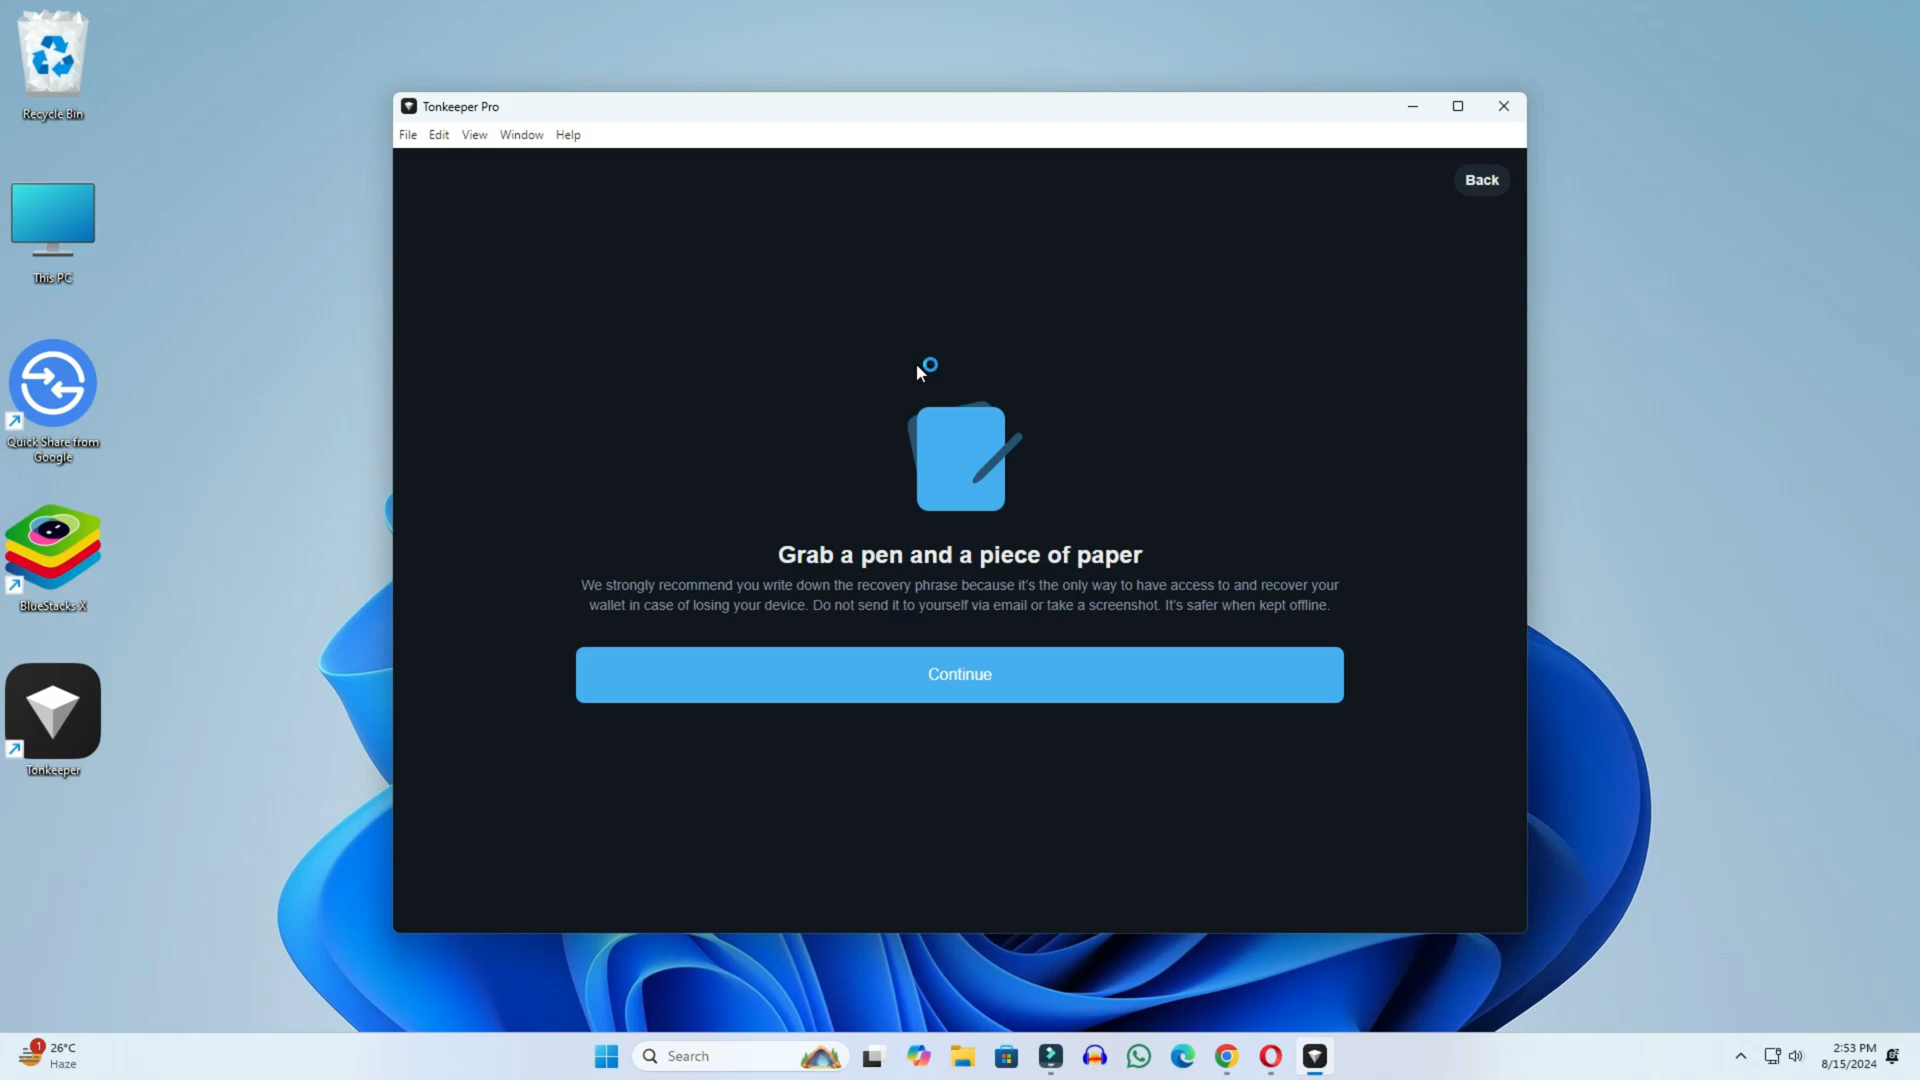 Recycle Bin
This PC
Quick Share from
Google
BlueStacks X
Tonkeeper
Tonkeeper Pro
File Edit View Window Help
Back
Grab a pen and a piece of paper
We strongly recommend you write down the recovery phrase because it's the only way to have access to and recover your
wallet in case of losing your device. Do not send it to yourself via email or take a screenshot. It's safer when kept offline.
Continue
1
26°C
Haze
Search
2:53 PM
8/15/2024